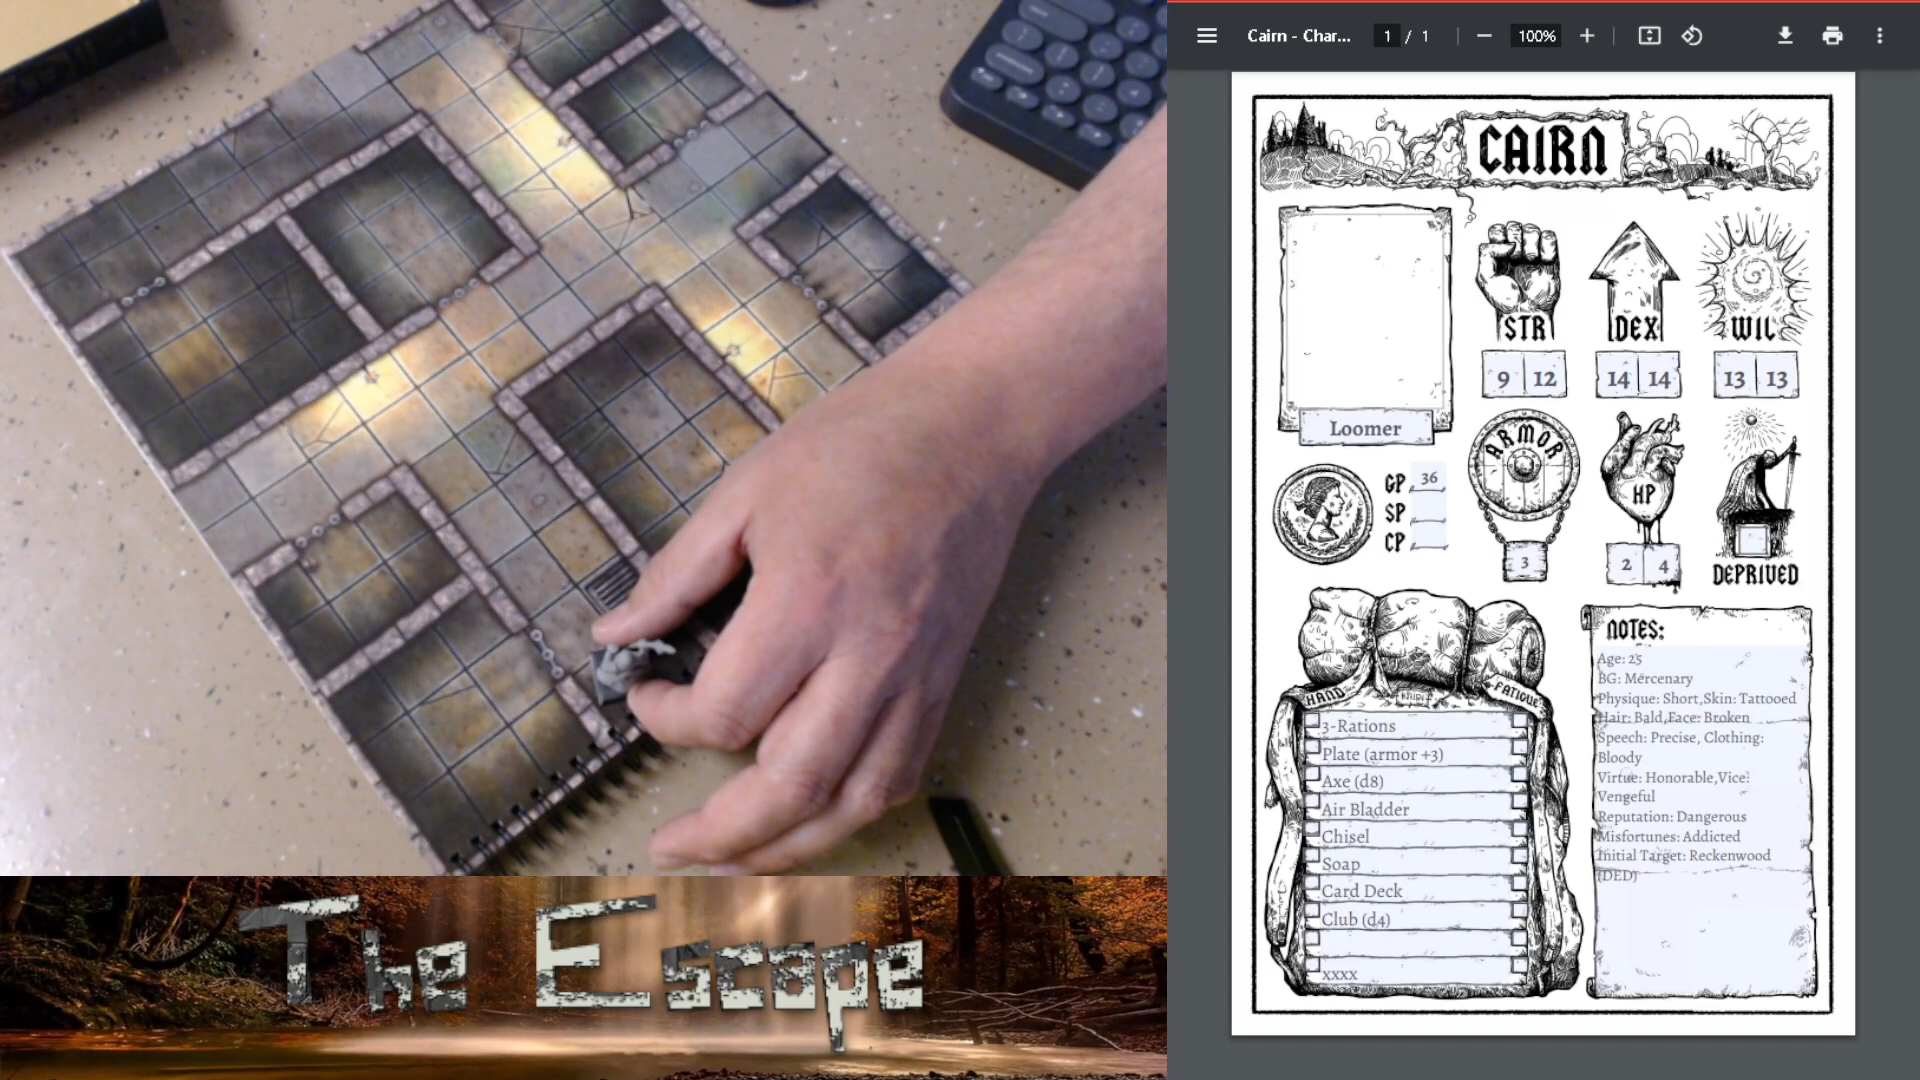 Cairn - Char...
1 / 1
100%
CAIRN
STR
DEX
WIL
9 12
14 14
13 13
Loomer
ARMOR
HP
GP 36
SP
CP
3
2 4
DEPRIVED
HAND
FATIGUE
3-Rations
Plate (armor +3)
Axe (d8)
Air Bladder
Chisel
Soap
Card Deck
Club (d4)
xxxx
NOTES:
Age: 25
BG: Mercenary
Physique: Short,Skin: Tattooed
Hair: Bald,Face: Broken
Speech: Precise, Clothing:
Bloody
Virtue: Honorable,Vice:
Vengeful
Reputation: Dangerous
Misfortunes: Addicted
Initial Target: Reckenwood
(DED)
The Escape